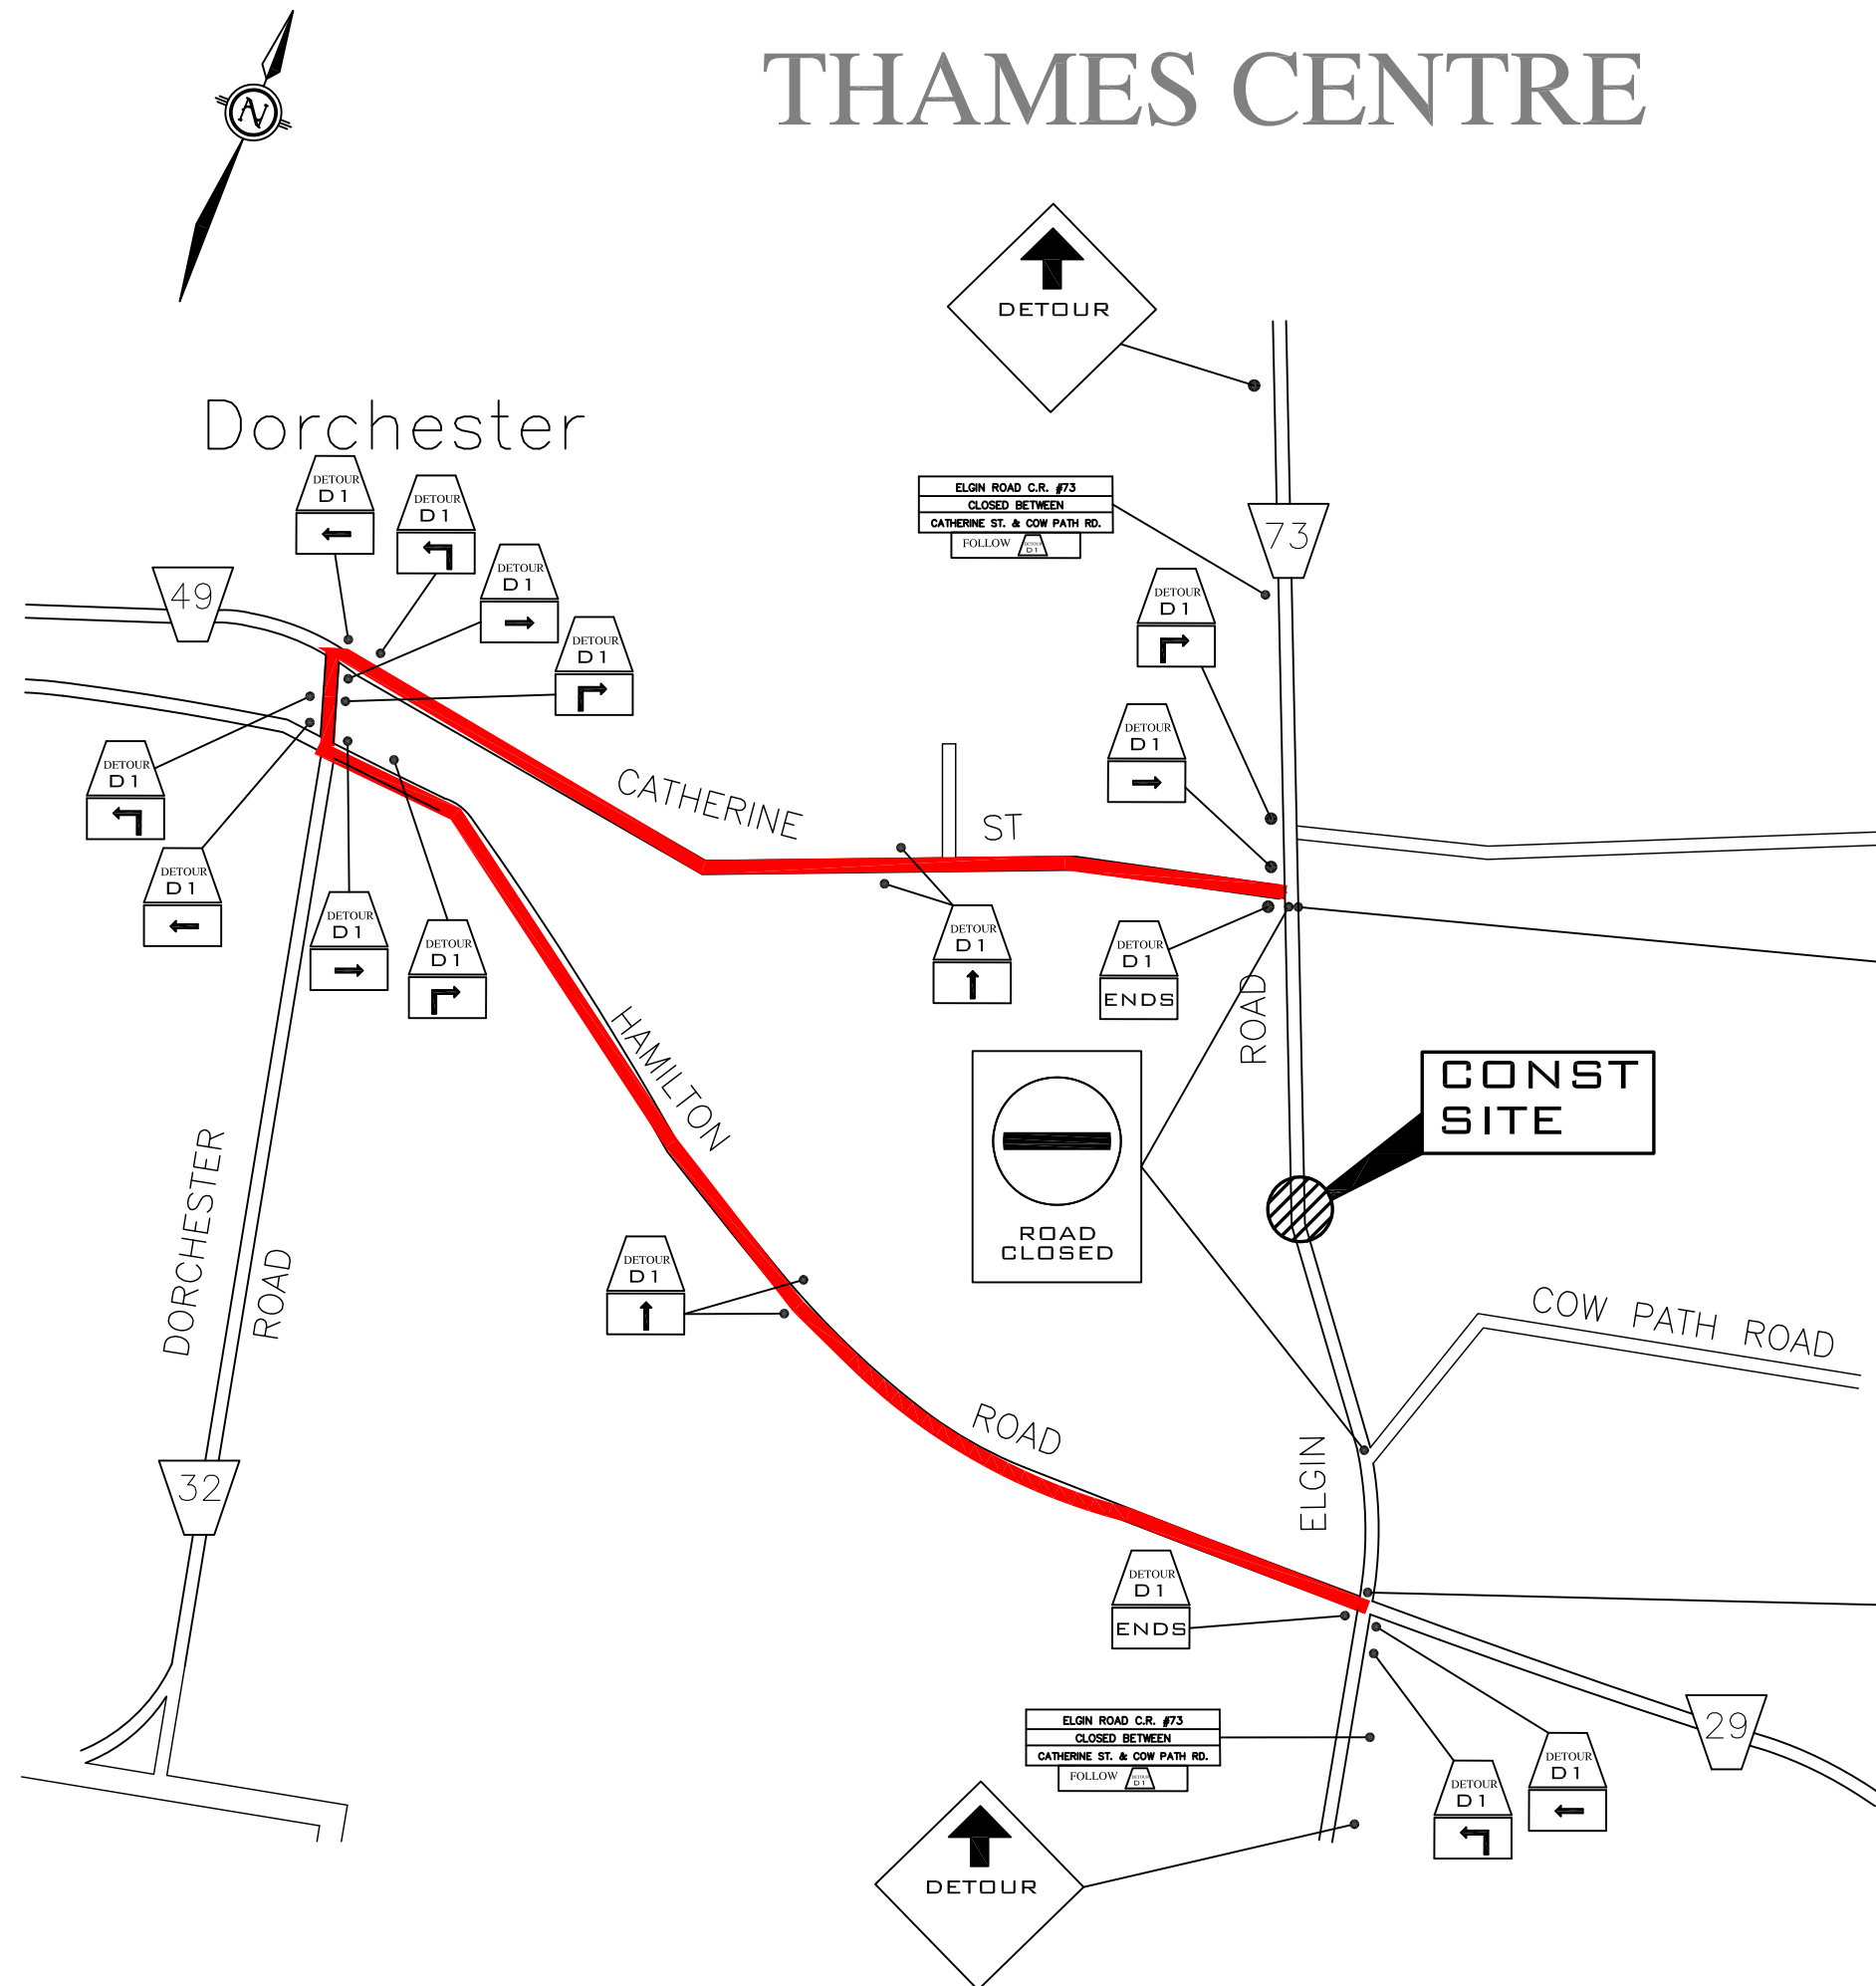 N
THAMES CENTRE
DETOUR
Dorchester
DETOUR
D1
DETOUR
D1
ELGIN ROAD C.R. #73
CLOSED BETWEEN
CATHERINE ST. & COW PATH RD.
FOLLOW DETOUR D1
73
DETOUR
D1
49
DETOUR
D1
DETOUR
D1
DETOUR
D1
DETOUR
D1
CATHERINE ST
DETOUR
D1
DETOUR
D1
DETOUR
D1
DETOUR
D1
DETOUR
D1
DETOUR
D1
ENDS
ROAD
HAMILTON
CONST
SITE
ROAD
CLOSED
DORCHESTER
ROAD
DETOUR
D1
COW PATH ROAD
ROAD
ELGIN
32
DETOUR
D1
ENDS
29
ELGIN ROAD C.R. #73
CLOSED BETWEEN
CATHERINE ST. & COW PATH RD.
FOLLOW DETOUR D1
DETOUR
D1
DETOUR
D1
DETOUR